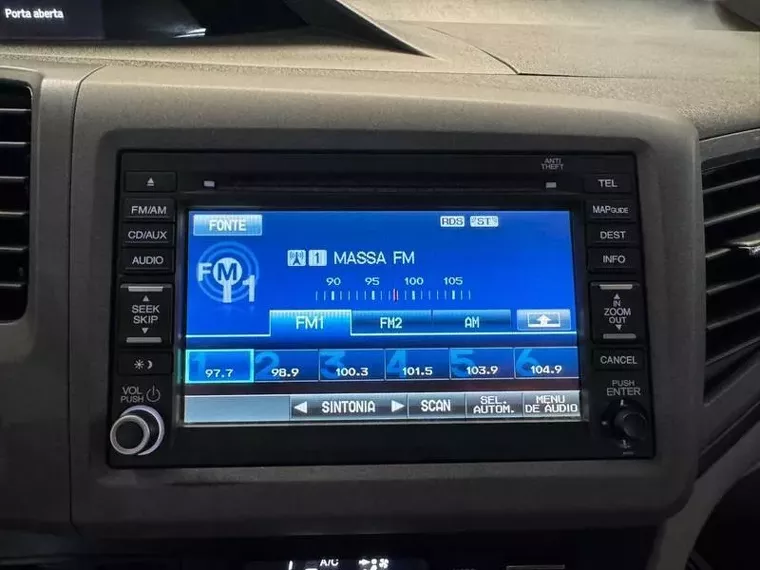 Porta aberta
ANTI
THEFT
TEL
FM/AM
MAP GUIDE
FONTE
RDS ST
CD/AUX
DEST
AUDIO
1 MASSA FM
INFO
FM 1
90 95 100 105
SEEK
SKIP
IN
ZOOM
OUT
FM1 FM2 AM
1 97.7
2 98.9
3 100.3
4 101.5
5 103.9
6 104.9
CANCEL
VOL
PUSH
PUSH
ENTER
SINTONIA
SCAN
SEL.
AUTOM.
MENU
DE ÁUDIO
A/C